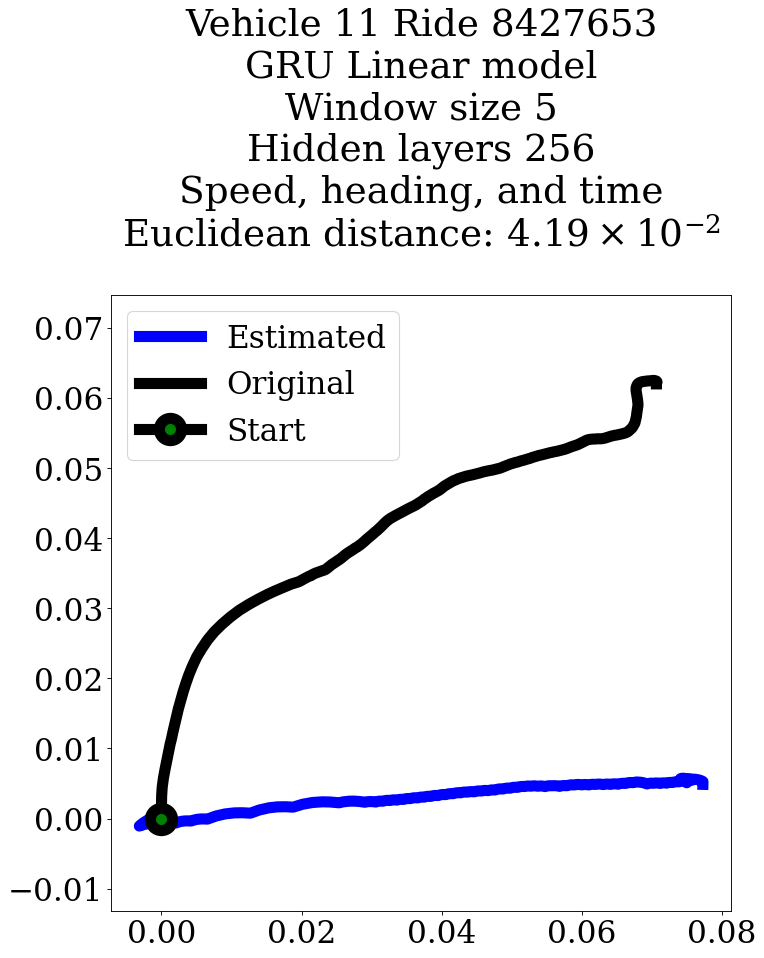 Vehicle 11 Ride 8427653
GRU Linear model
Window size 5
Hidden layers 256
Speed, heading, and time
Euclidean distance: 4.19 × 10⁻²
Estimated
Original
Start
0.07
0.06
0.05
0.04
0.03
0.02
0.01
0.00
−0.01
0.00 0.02 0.04 0.06 0.08